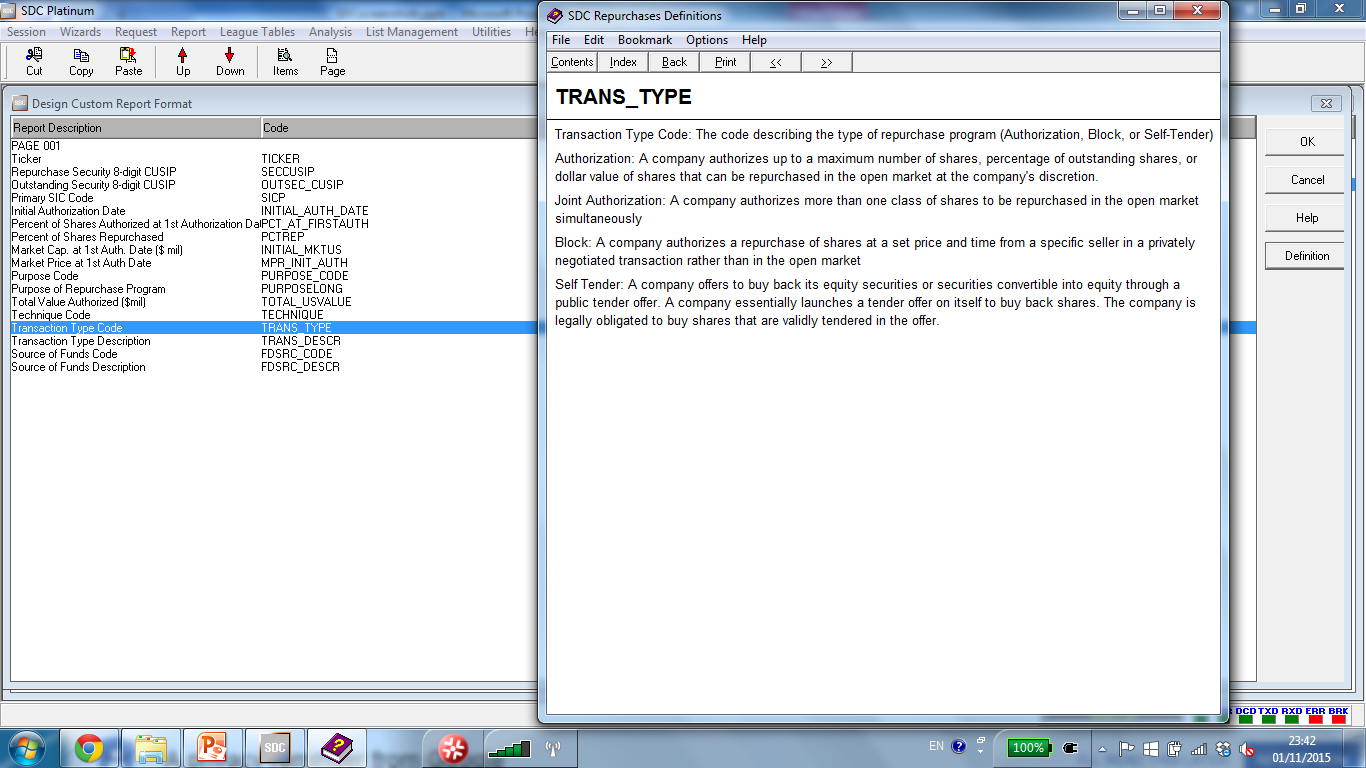 SDC Platinum
Session Wizards Request Report League Tables Analysis List Management Utilities
Cut Copy Paste Up Down Items Page
SDC Design Custom Report Format
Report Description Code
PAGE 001
Ticker TICKER
Repurchase Security 8-digit CUSIP SECCUSIP
Outstanding Security 8-digit CUSIP OUTSEC_CUSIP
Primary SIC Code SICP
Initial Authorization Date INITIAL_AUTH_DATE
Percent of Shares Authorized at 1st Authorization Dat PCT_AT_FIRSTAUTH
Percent of Shares Repurchased PCTREP
Market Cap. at 1st Auth. Date ($ mil) INITIAL_MKTUS
Market Price at 1st Auth Date MPR_INIT_AUTH
Purpose Code PURPOSE_CODE
Purpose of Repurchase Program PURPOSELONG
Total Value Authorized ($mil) TOTAL_USVALUE
Technique Code TECHNIQUE
Transaction Type Code TRANS_TYPE
Transaction Type Description TRANS_DESCR
Source of Funds Code FDSRC_CODE
Source of Funds Description FDSRC_DESCR
SDC Repurchases Definitions
File Edit Bookmark Options Help
Contents Index Back Print << >>
TRANS_TYPE
Transaction Type Code: The code describing the type of repurchase program (Authorization, Block, or Self-Tender)
Authorization: A company authorizes up to a maximum number of shares, percentage of outstanding shares, or
dollar value of shares that can be repurchased in the open market at the company's discretion.
Joint Authorization: A company authorizes more than one class of shares to be repurchased in the open market
simultaneously
Block: A company authorizes a repurchase of shares at a set price and time from a specific seller in a privately
negotiated transaction rather than in the open market
Self Tender: A company offers to buy back its equity securities or securities convertible into equity through a
public tender offer. A company essentially launches a tender offer on itself to buy back shares. The company is
legally obligated to buy shares that are validly tendered in the offer.
OK
Cancel
Help
Definition
DCD TXD RXD ERR BRK
SDC
EN
100%
23:42
01/11/2015